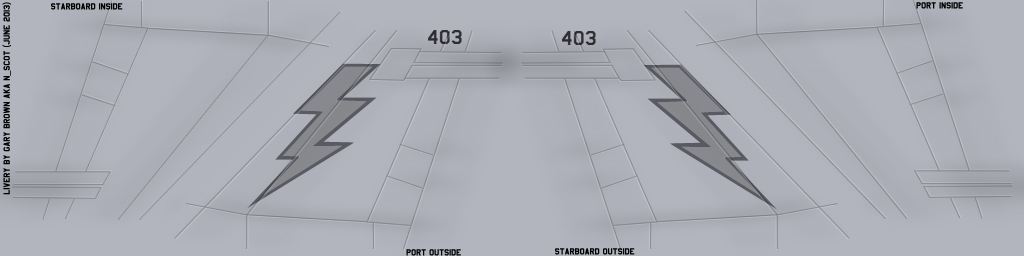 STARBOARD INSIDE
PORT INSIDE
LIVERY BY GARY BROWN AKA N_SCOT (JUNE 2013)
403
403
PORT OUTSIDE
STARBOARD OUTSIDE